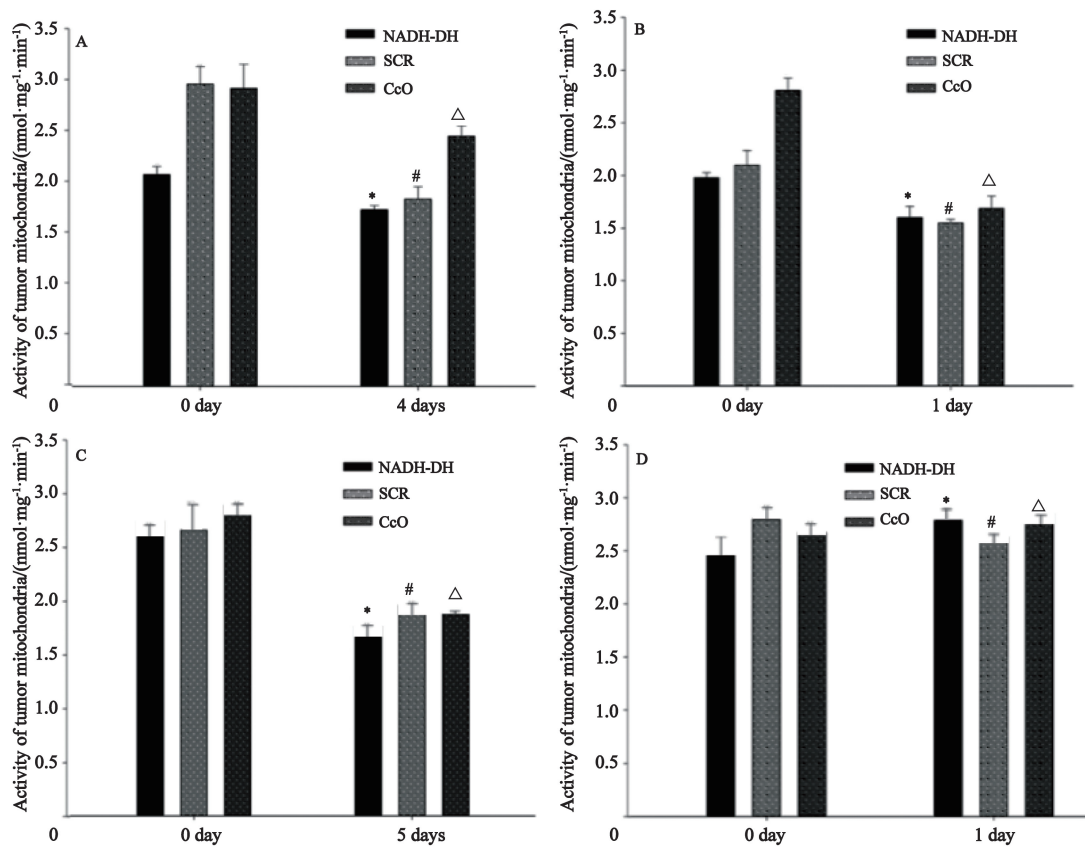 A
NADH-DH
SCR
CcO
Activity of tumor mitochondria/(nmol·mg⁻¹·min⁻¹)
3.5
3.0
2.5
2.0
1.5
1.0
0.5
0
* # △
0 day 4 days
B
NADH-DH
SCR
CcO
Activity of tumor mitochondria/(nmol·mg⁻¹·min⁻¹)
3.5
3.0
2.5
2.0
1.5
1.0
0.5
0
* # △
0 day 1 day
C
NADH-DH
SCR
CcO
Activity of tumor mitochondria/(nmol·mg⁻¹·min⁻¹)
3.5
3.0
2.5
2.0
1.5
1.0
0.5
0
* # △
0 day 5 days
D
NADH-DH
SCR
CcO
Activity of tumor mitochondria/(nmol·mg⁻¹·min⁻¹)
3.5
3.0
2.5
2.0
1.5
1.0
0.5
0
* # △
0 day 1 day